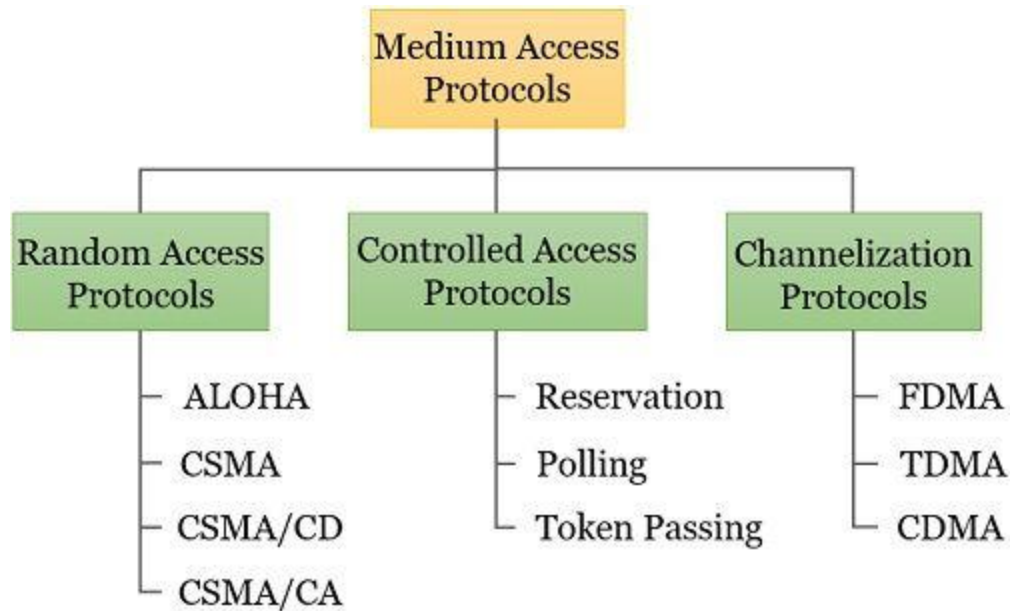 Medium Access
Protocols
Random Access
Protocols
ALOHA
CSMA
CSMA/CD
CSMA/CA
Controlled Access
Protocols
Reservation
Polling
Token Passing
Channelization
Protocols
FDMA
TDMA
CDMA